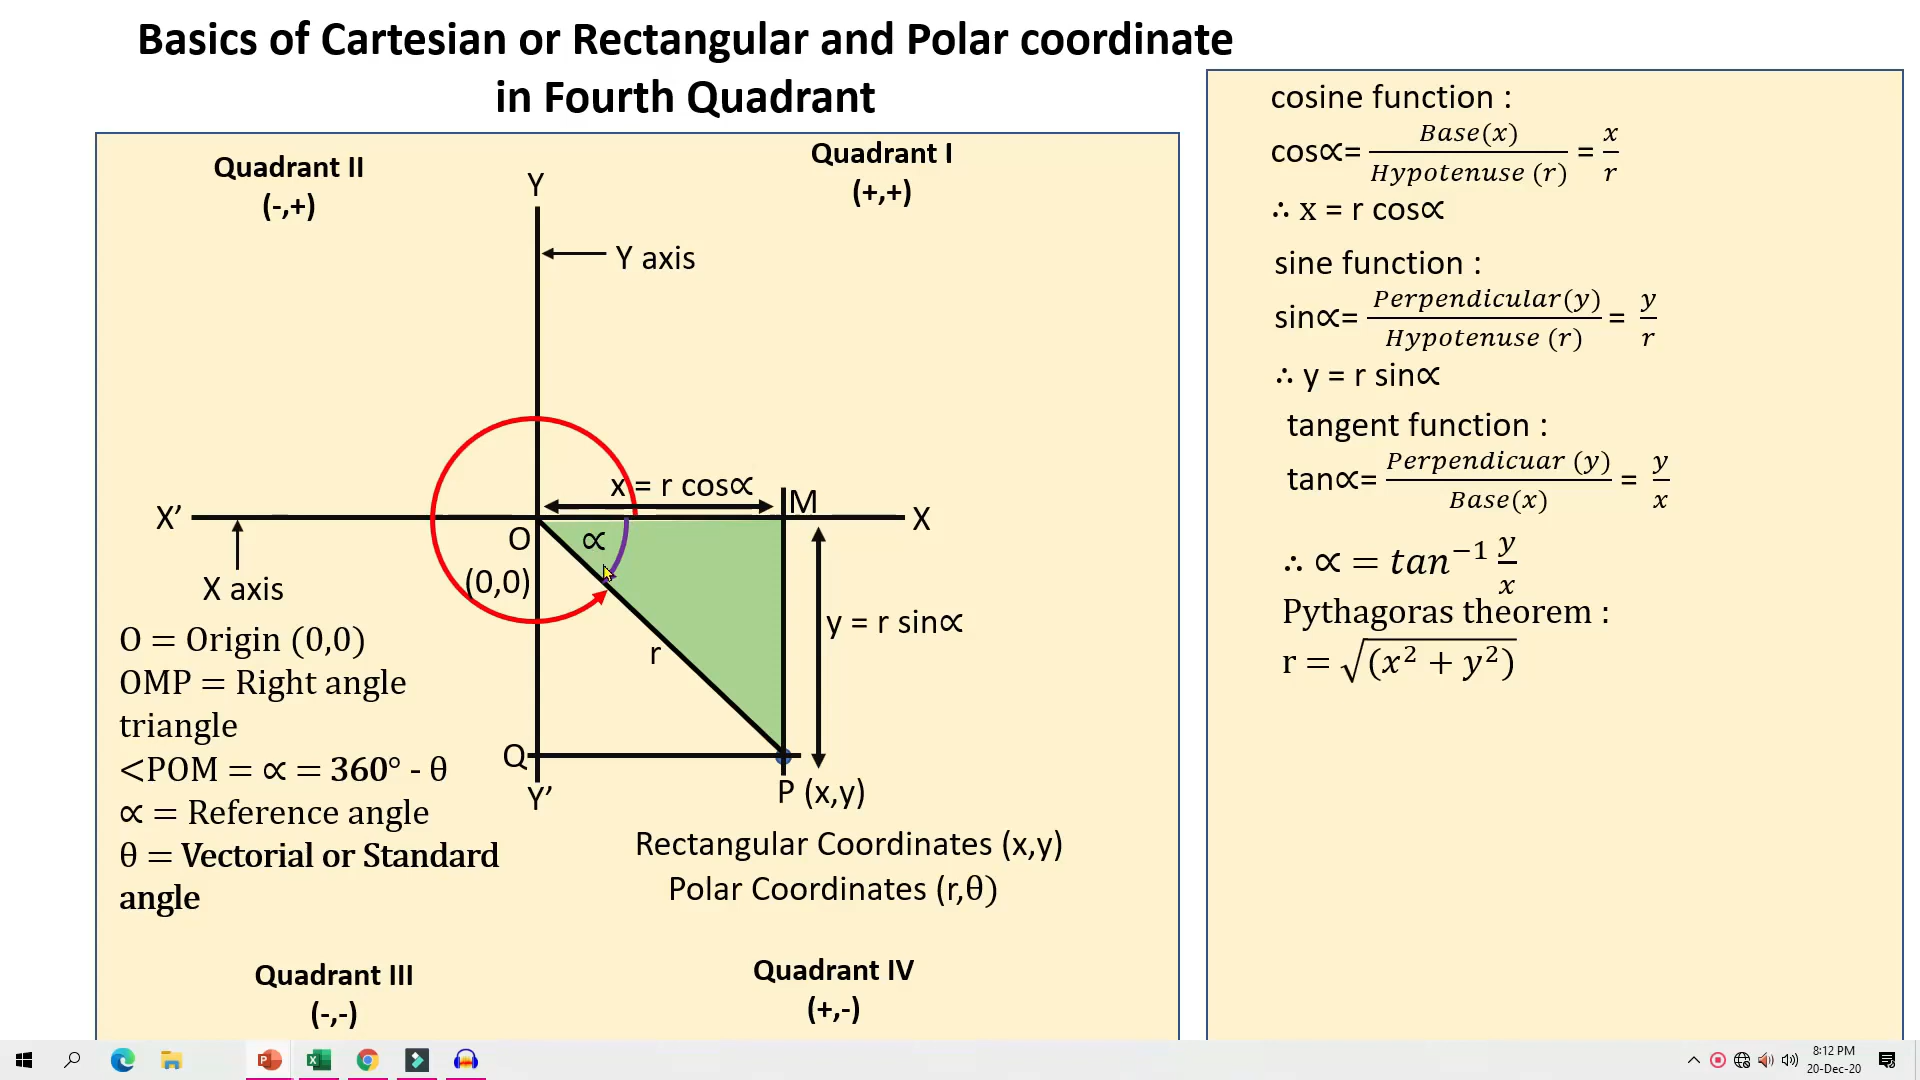 Basics of Cartesian or Rectangular and Polar coordinate
in Fourth Quadrant
Quadrant II
(-,+)
Quadrant I
(+,+)
Y
Y axis
x = r cos∝
M
X’
X
O
∝
(0,0)
X axis
y = r sin∝
r
O = Origin (0,0)
OMP = Right angle
triangle
<POM = ∝ = 360° - θ
∝ = Reference angle
θ = Vectorial or Standard
angle
Q
Y’
P (x,y)
Rectangular Coordinates (x,y)
Polar Coordinates (r,θ)
Quadrant III
(-,-)
Quadrant IV
(+,-)
cosine function :
cos∝= Base(x) / Hypotenuse (r) = x / r
∴ x = r cos∝
sine function :
sin∝= Perpendicular(y) / Hypotenuse (r) = y / r
∴ y = r sin∝
tangent function :
tan∝= Perpendicuar (y) / Base(x) = y / x
∴ ∝ = tan⁻¹ y / x
Pythagoras theorem :
r = √(x² + y²)
8:12 PM
20-Dec-20